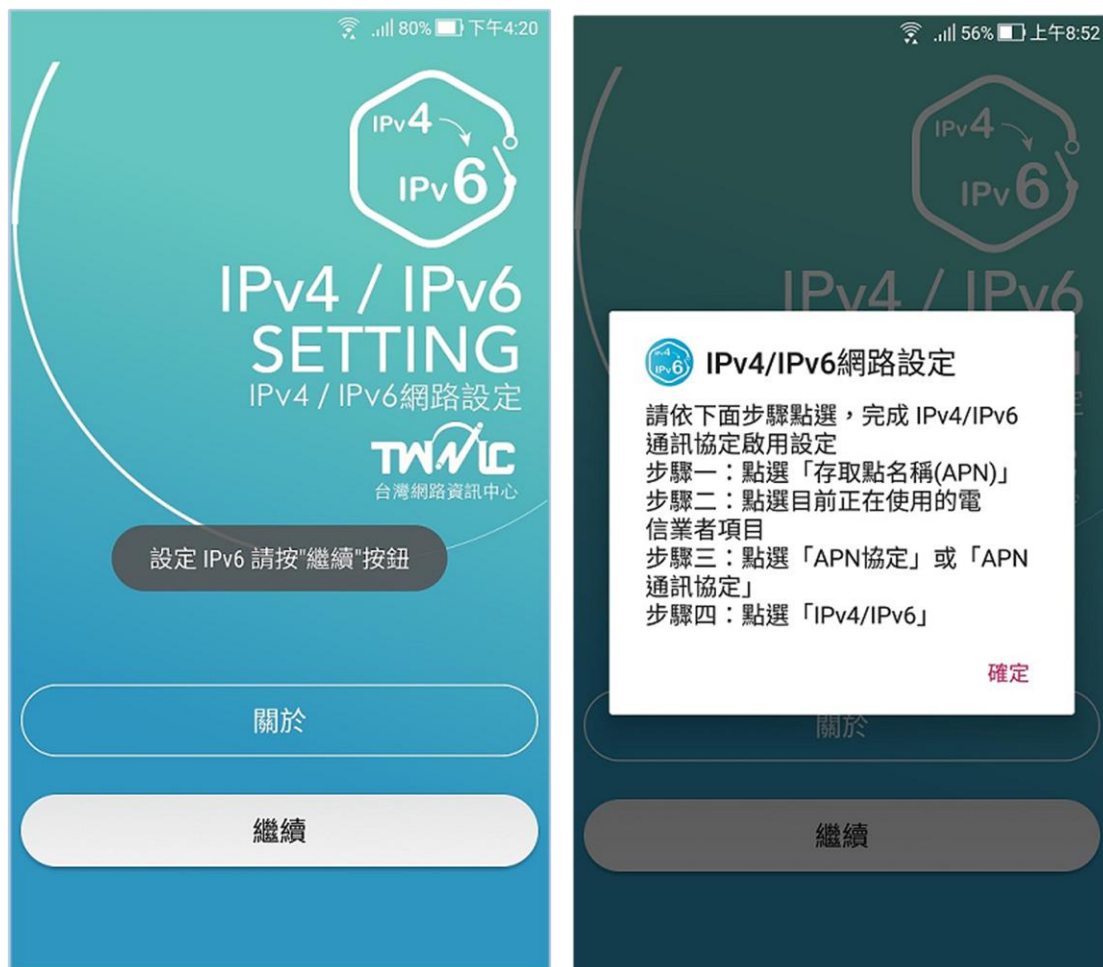 80% 下午4:20
IPv4
IPv6
IPv4 / IPv6
SETTING
IPv4 / IPv6網路設定
TWNIC
台灣網路資訊中心
設定 IPv6 請按"繼續"按鈕
關於
繼續
56% 上午8:52
IPv4
IPv6
IPv4 / IPv6
IPv4
IPv6
IPv4/IPv6網路設定
請依下面步驟點選，完成 IPv4/IPv6
通訊協定啟用設定
步驟一：點選「存取點名稱(APN)」
步驟二：點選目前正在使用的電
信業者項目
步驟三：點選「APN協定」或「APN
通訊協定」
步驟四：點選「IPv4/IPv6」
確定
關於
繼續